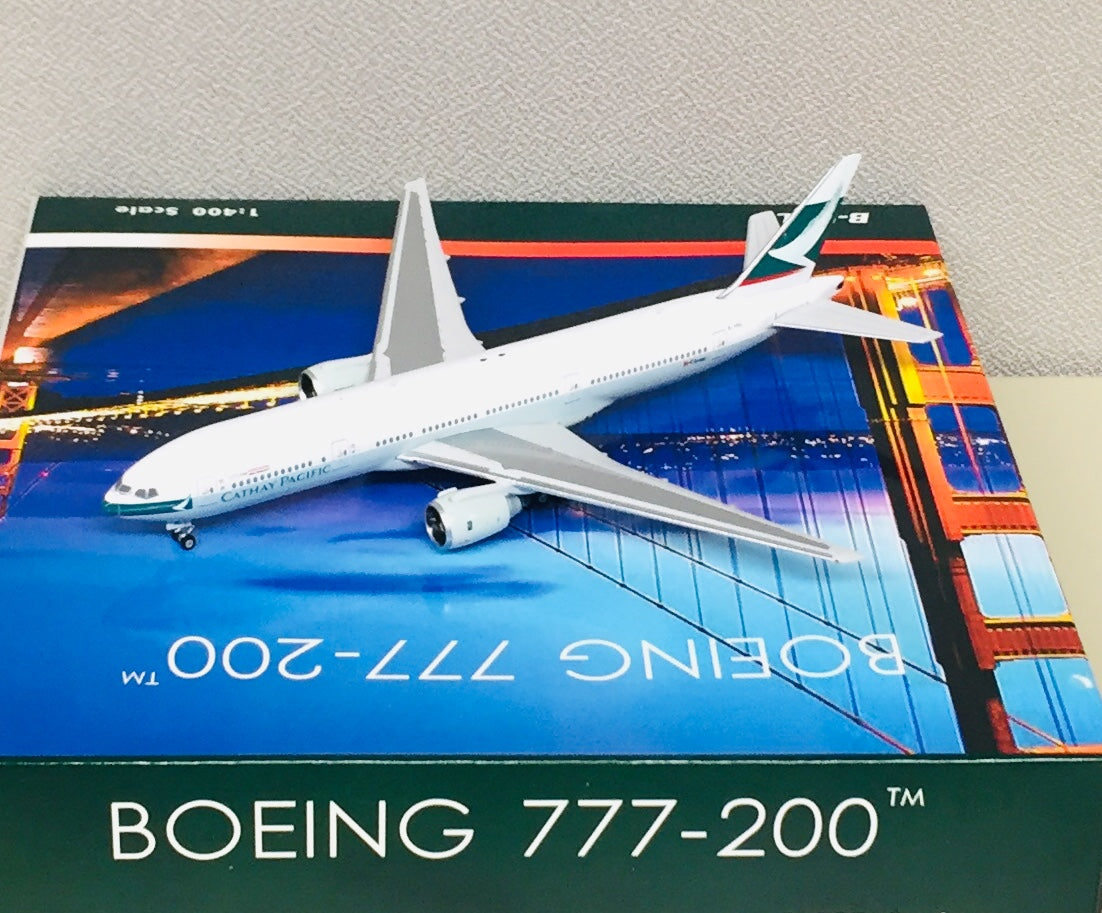 1:400 Scale
B-
CATHAY PACIFIC
BOEING 777-200™
BOEING 777-200™